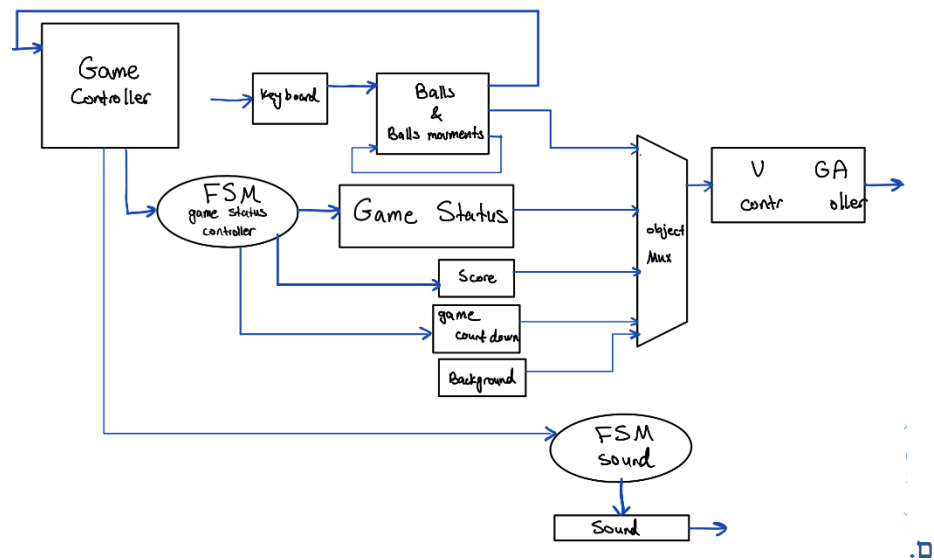 Game
Controller
Keyboard
Balls
&
Balls movments
FSM
game status
controller
Game Status
Score
game
count down
Background
object
Mux
V GA
contr oller
FSM
Sound
Sound
ם.